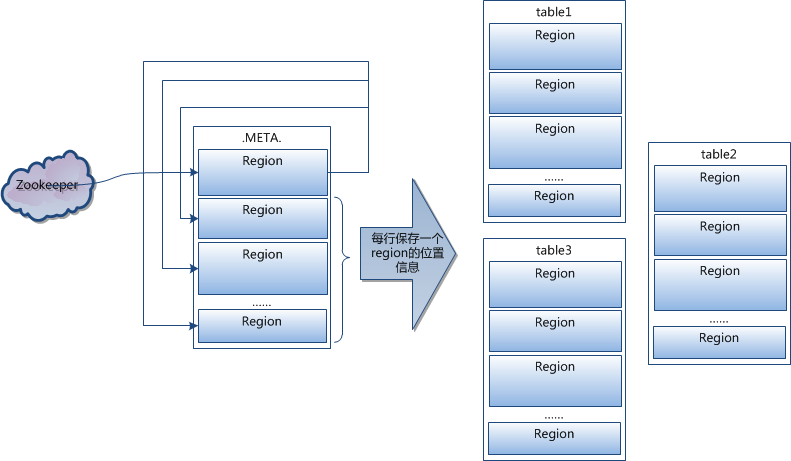 Zookeeper
.META.
Region
Region
Region
......
Region
每行保存一个
region的位置
信息
table1
Region
Region
Region
......
Region
table2
Region
Region
Region
......
Region
table3
Region
Region
Region
......
Region